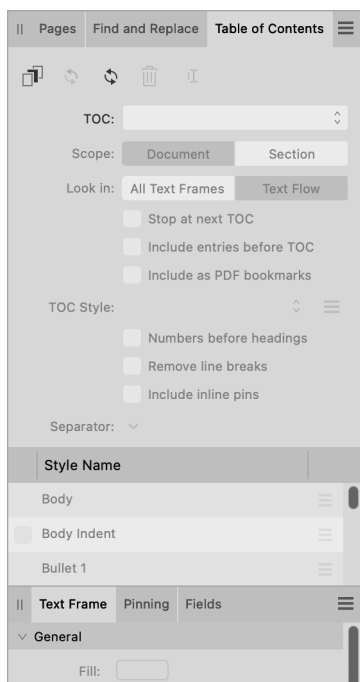 Pages Find and Replace Table of Contents
TOC:
Scope: Document Section
Look in: All Text Frames Text Flow
Stop at next TOC
Include entries before TOC
Include as PDF bookmarks
TOC Style:
Numbers before headings
Remove line breaks
Include inline pins
Separator:
Style Name
Body
Body Indent
Bullet 1
Text Frame Pinning Fields
General
Fill: